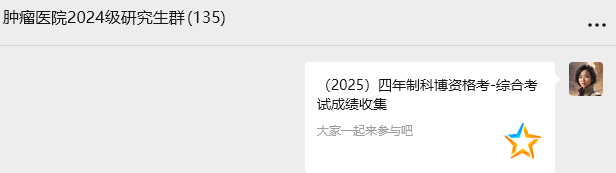 肿瘤医院2024级研究生群(135)
（2025）四年制科博资格考-综合考
试成绩收集
大家一起来参与吧